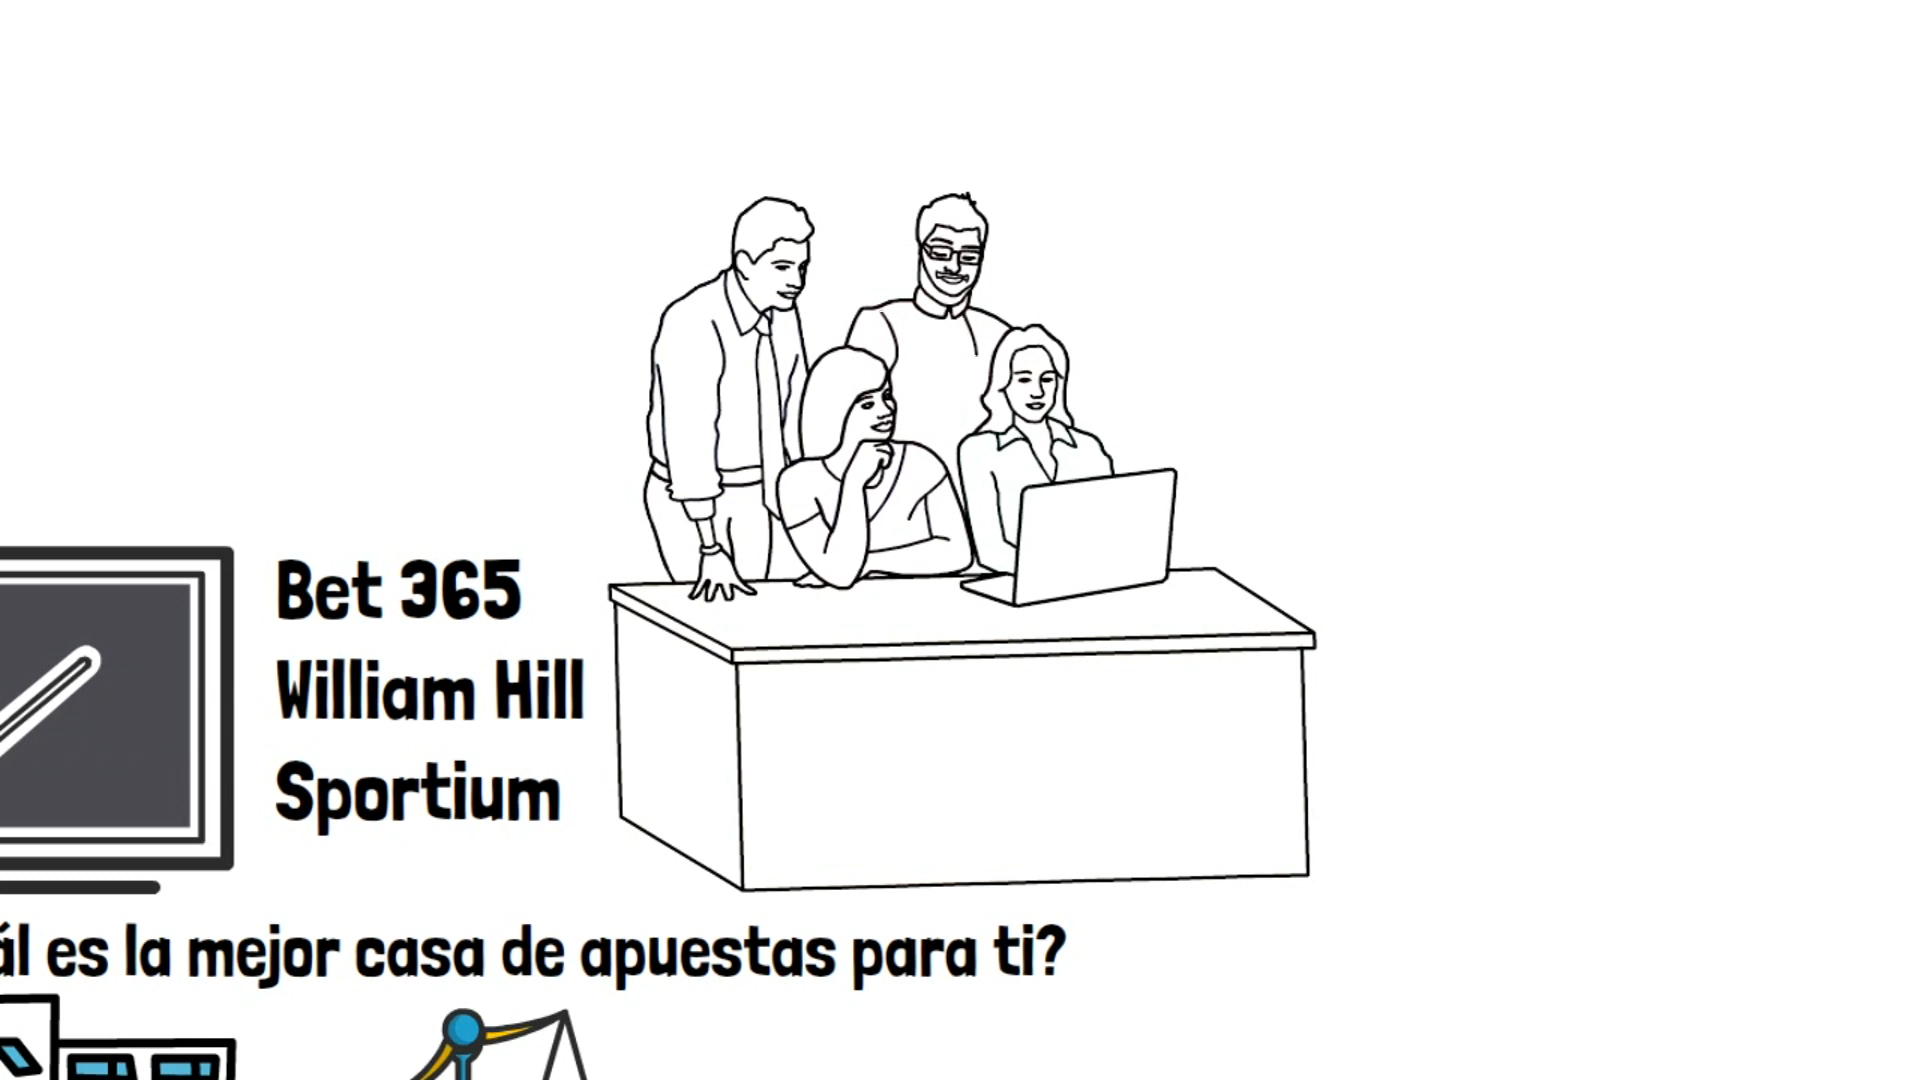 Bet 365
William Hill
Sportium
ál es la mejor casa de apuestas para ti?